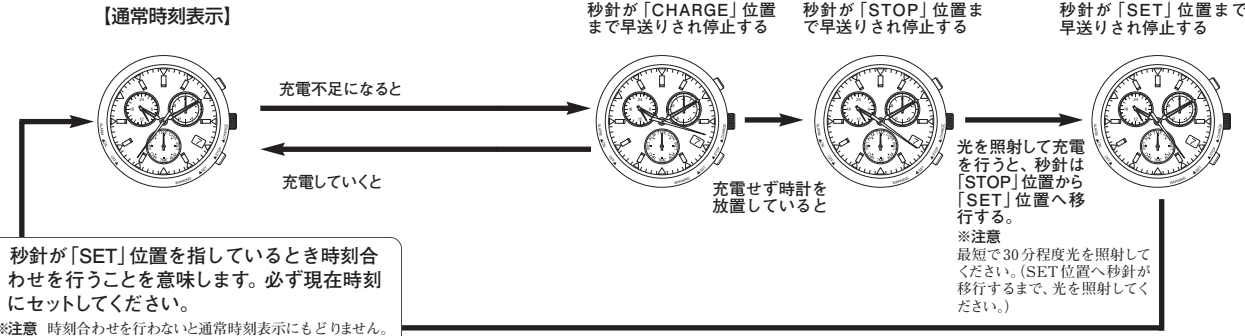 【通常時刻表示】
充電不足になると
充電していくと
秒針が「CHARGE」位置
まで早送りされ停止する
充電せず時計を
放置していると
秒針が「STOP」位置ま
で早送りされ停止する
光を照射して充電
を行うと、秒針は
「STOP」位置から
「SET」位置へ移
行する。
※注意
最短で30分程度光を照射して
ください。（SET位置へ秒針が
移行するまで、光を照射してく
ださい。）
秒針が「SET」位置まで
早送りされ停止する
秒針が「SET」位置を指しているとき時刻合
わせを行うことを意味します。必ず現在時刻
にセットしてください。
※注意 時刻合わせを行わないと通常時刻表示にもどりません。